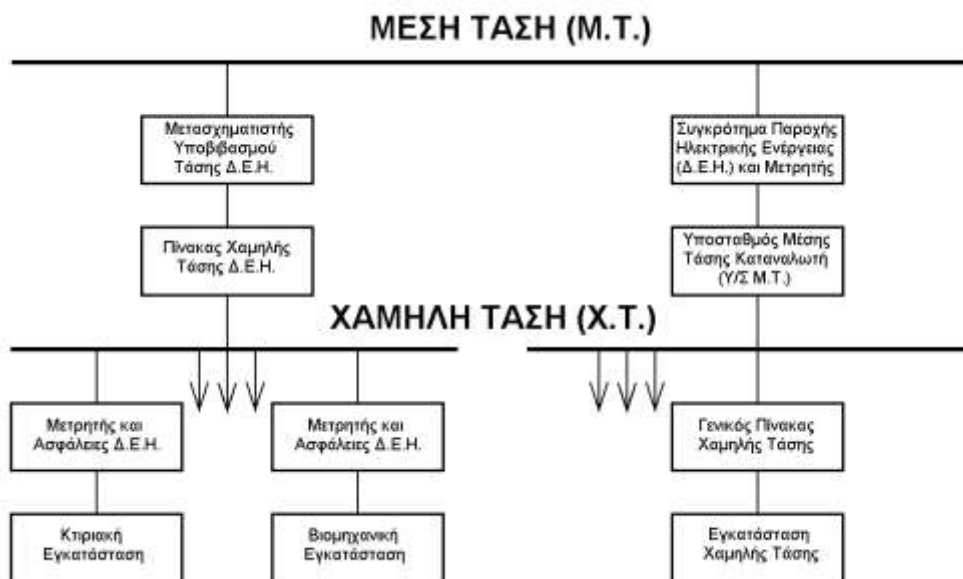 ΜΕΣΗ ΤΑΣΗ (Μ.Τ.)
Μετασχηματιστής
Υποβιβασμού
Τάσης Δ.Ε.Η.
Συγκρότημα Παροχής
Ηλεκτρικής Ενέργειας
(Δ.Ε.Η.) και Μετρητής
Πίνακας Χαμηλής
Τάσης Δ.Ε.Η.
Υποσταθμός Μέσης
Τάσης Καταναλωτή
(Υ/Σ Μ.Τ.)
ΧΑΜΗΛΗ ΤΑΣΗ (Χ.Τ.)
Μετρητής και
Ασφάλειες Δ.Ε.Η.
Μετρητής και
Ασφάλειες Δ.Ε.Η.
Γενικός Πίνακας
Χαμηλής Τάσης
Κτιριακή
Εγκατάσταση
Βιομηχανική
Εγκατάσταση
Εγκατάσταση
Χαμηλής Τάσης